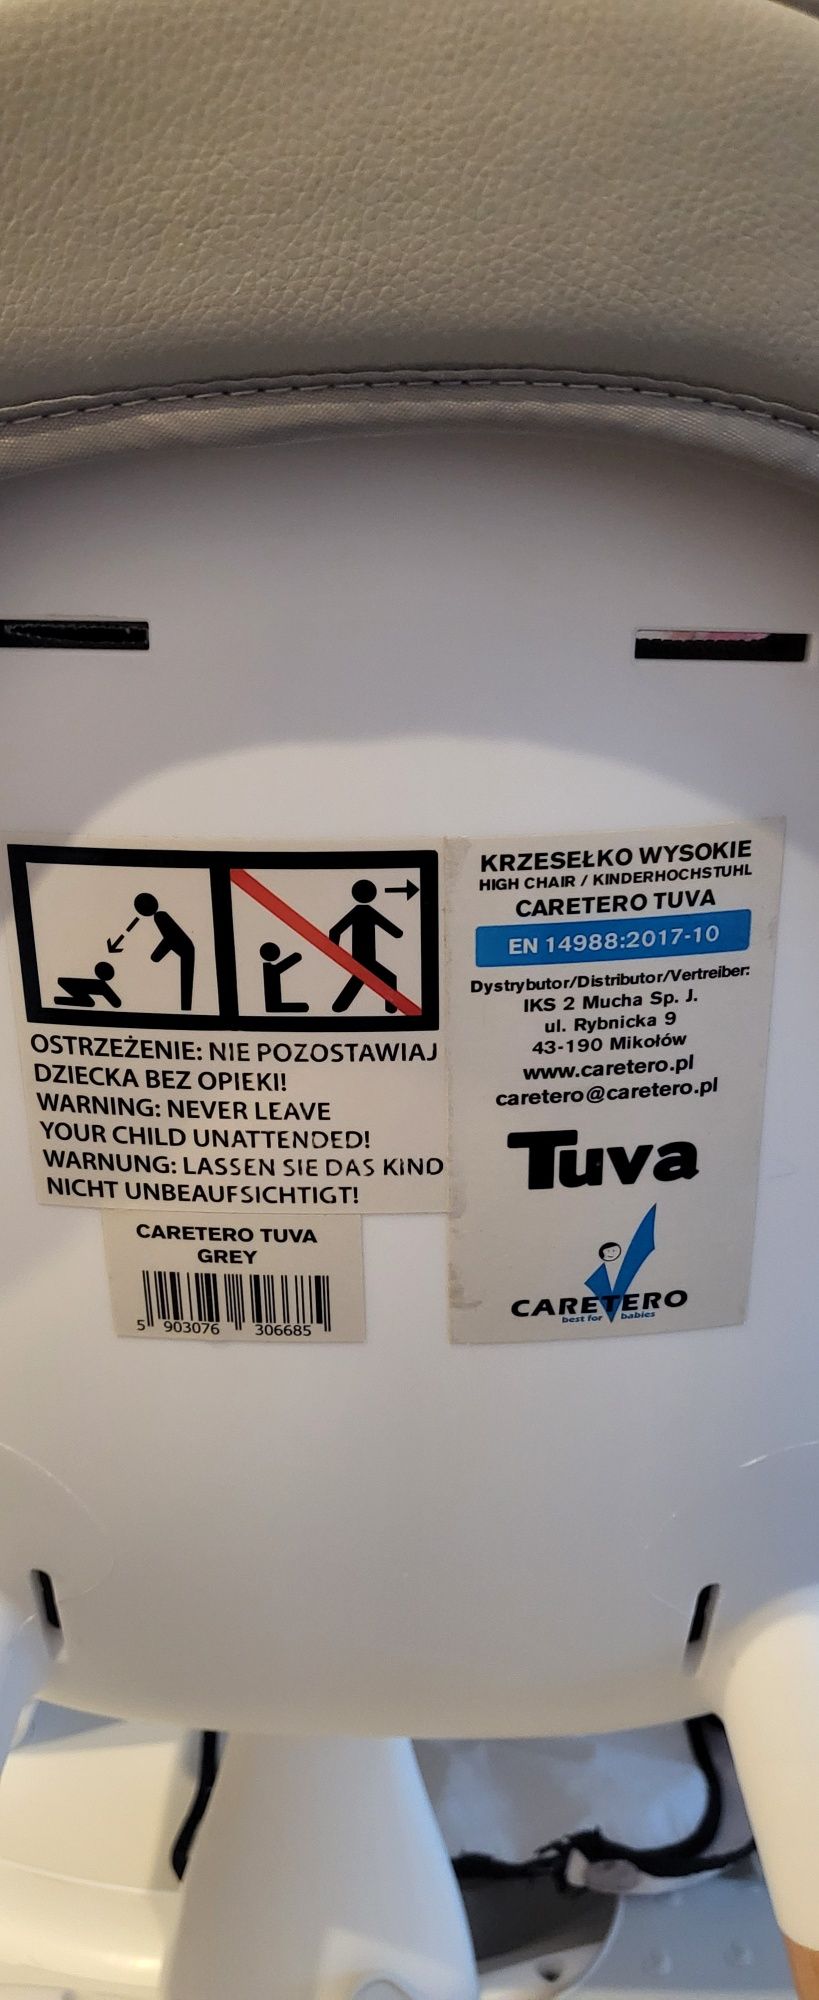 OSTRZEŻENIE: NIE POZOSTAWIAJ
DZIECKA BEZ OPIEKI!
WARNING: NEVER LEAVE
YOUR CHILD UNATTENDED!
WARNUNG: LASSEN SIE DAS KIND
NICHT UNBEAUFSICHTIGT!
CARETERO TUVA
GREY
5 903076 306685
KRZESEŁKO WYSOKIE
HIGH CHAIR / KINDERHOCHSTUHL
CARETERO TUVA
EN 14988:2017-10
Dystrybutor/Distributor/Vertreiber:
IKS 2 Mucha Sp. J.
ul. Rybnicka 9
43-190 Mikołów
www.caretero.pl
caretero@caretero.pl
Tuva
CARETERO
best for babies